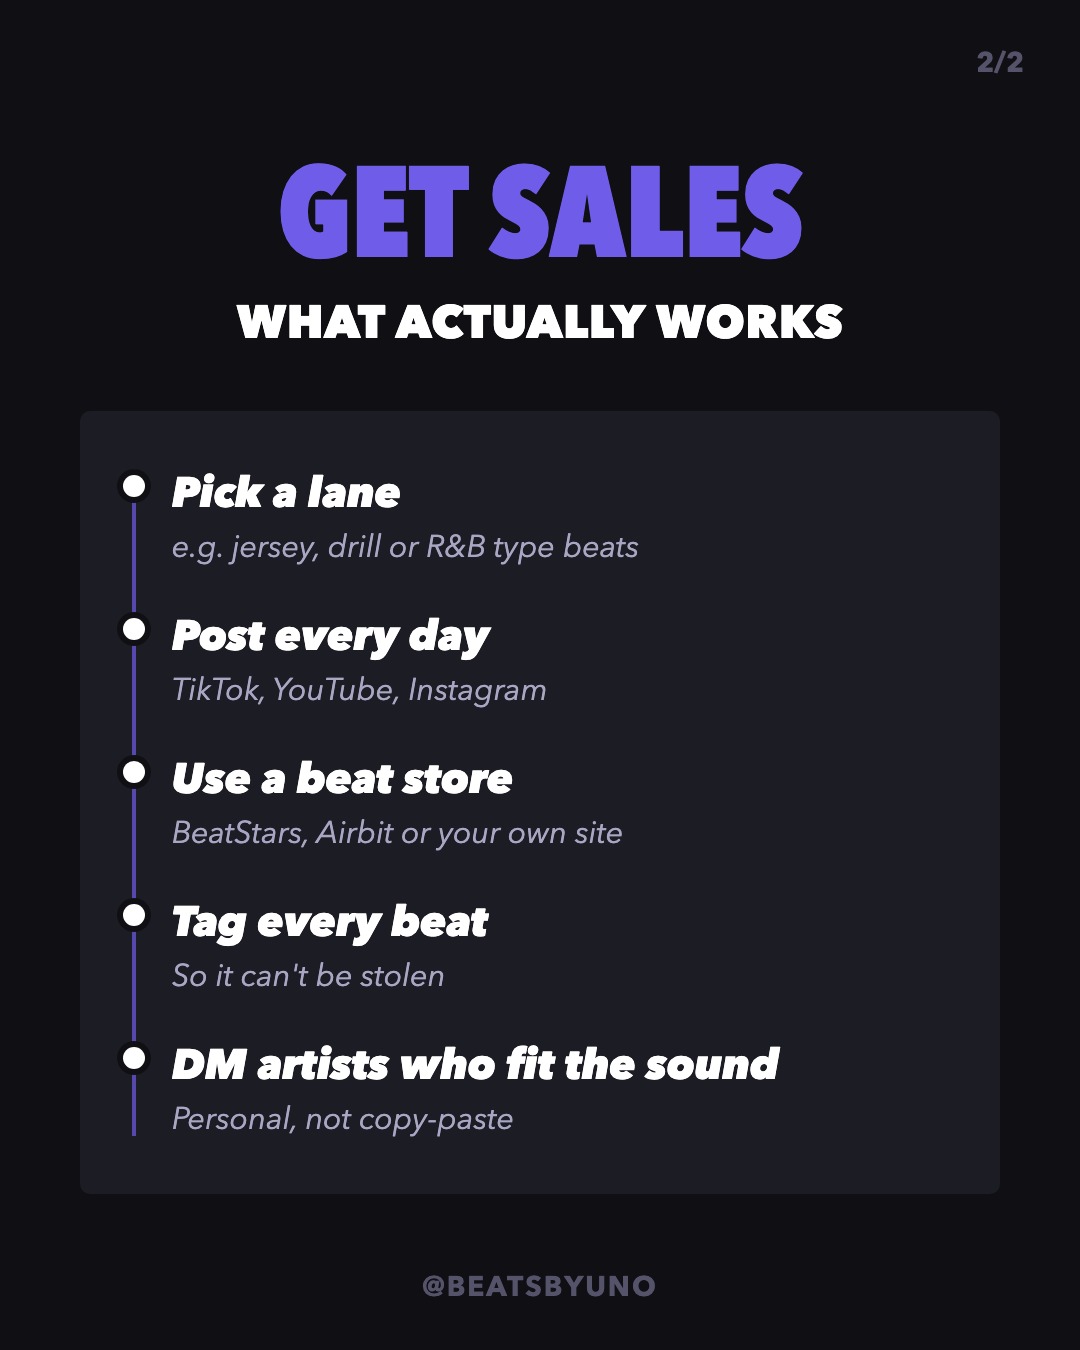 2/2
GET SALES
WHAT ACTUALLY WORKS
Pick a lane
e.g. jersey, drill or R&B type beats
Post every day
TikTok, YouTube, Instagram
Use a beat store
BeatStars, Airbit or your own site
Tag every beat
So it can't be stolen
DM artists who fit the sound
Personal, not copy-paste
@BEATSBYUNO